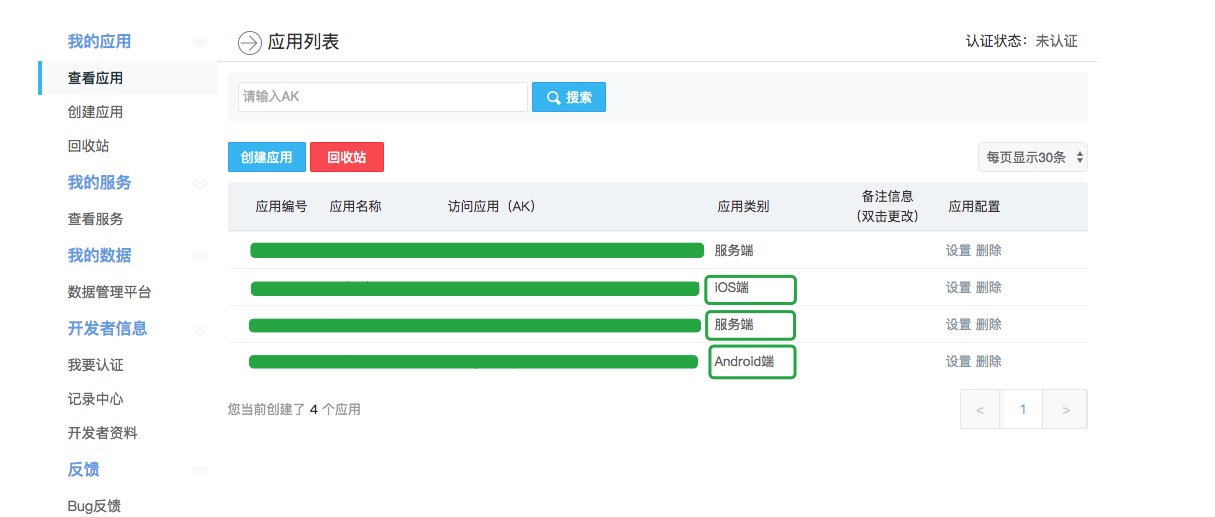 我的应用
查看应用
创建应用
回收站
我的服务
查看服务
我的数据
数据管理平台
开发者信息
我要认证
记录中心
开发者资料
反馈
Bug反馈
应用列表
认证状态：未认证
请输入AK
搜索
创建应用
回收站
每页显示30条
应用编号 应用名称 访问应用（AK） 应用类别 备注信息（双击更改） 应用配置
服务端 设置 删除
iOS端 设置 删除
服务端 设置 删除
Android端 设置 删除
您当前创建了 4 个应用
< 1 >